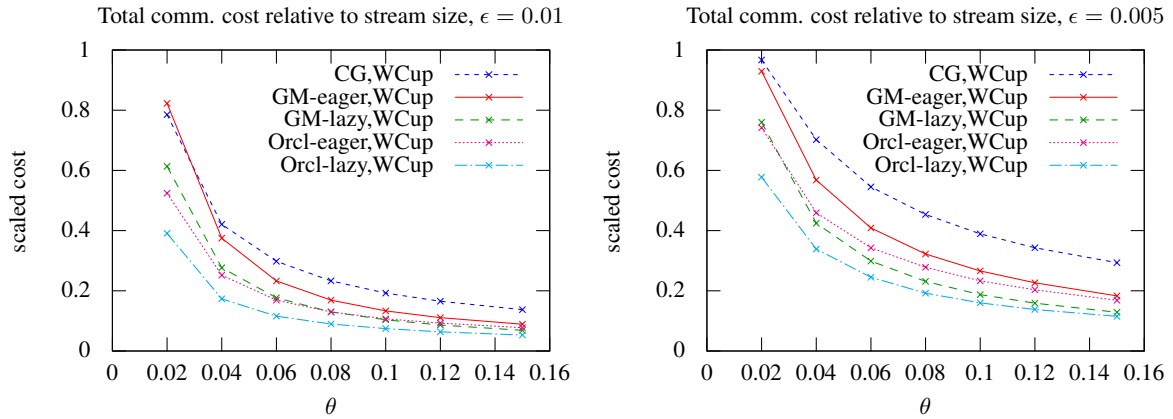 Total comm. cost relative to stream size, ϵ = 0.01
1
0.8
0.6
0.4
0.2
0
scaled cost
CG,WCup
GM-eager,WCup
GM-lazy,WCup
Orcl-eager,WCup
Orcl-lazy,WCup
0 0.02 0.04 0.06 0.08 0.1 0.12 0.14 0.16
θ
Total comm. cost relative to stream size, ϵ = 0.005
1
0.8
0.6
0.4
0.2
0
scaled cost
CG,WCup
GM-eager,WCup
GM-lazy,WCup
Orcl-eager,WCup
Orcl-lazy,WCup
0 0.02 0.04 0.06 0.08 0.1 0.12 0.14 0.16
θ